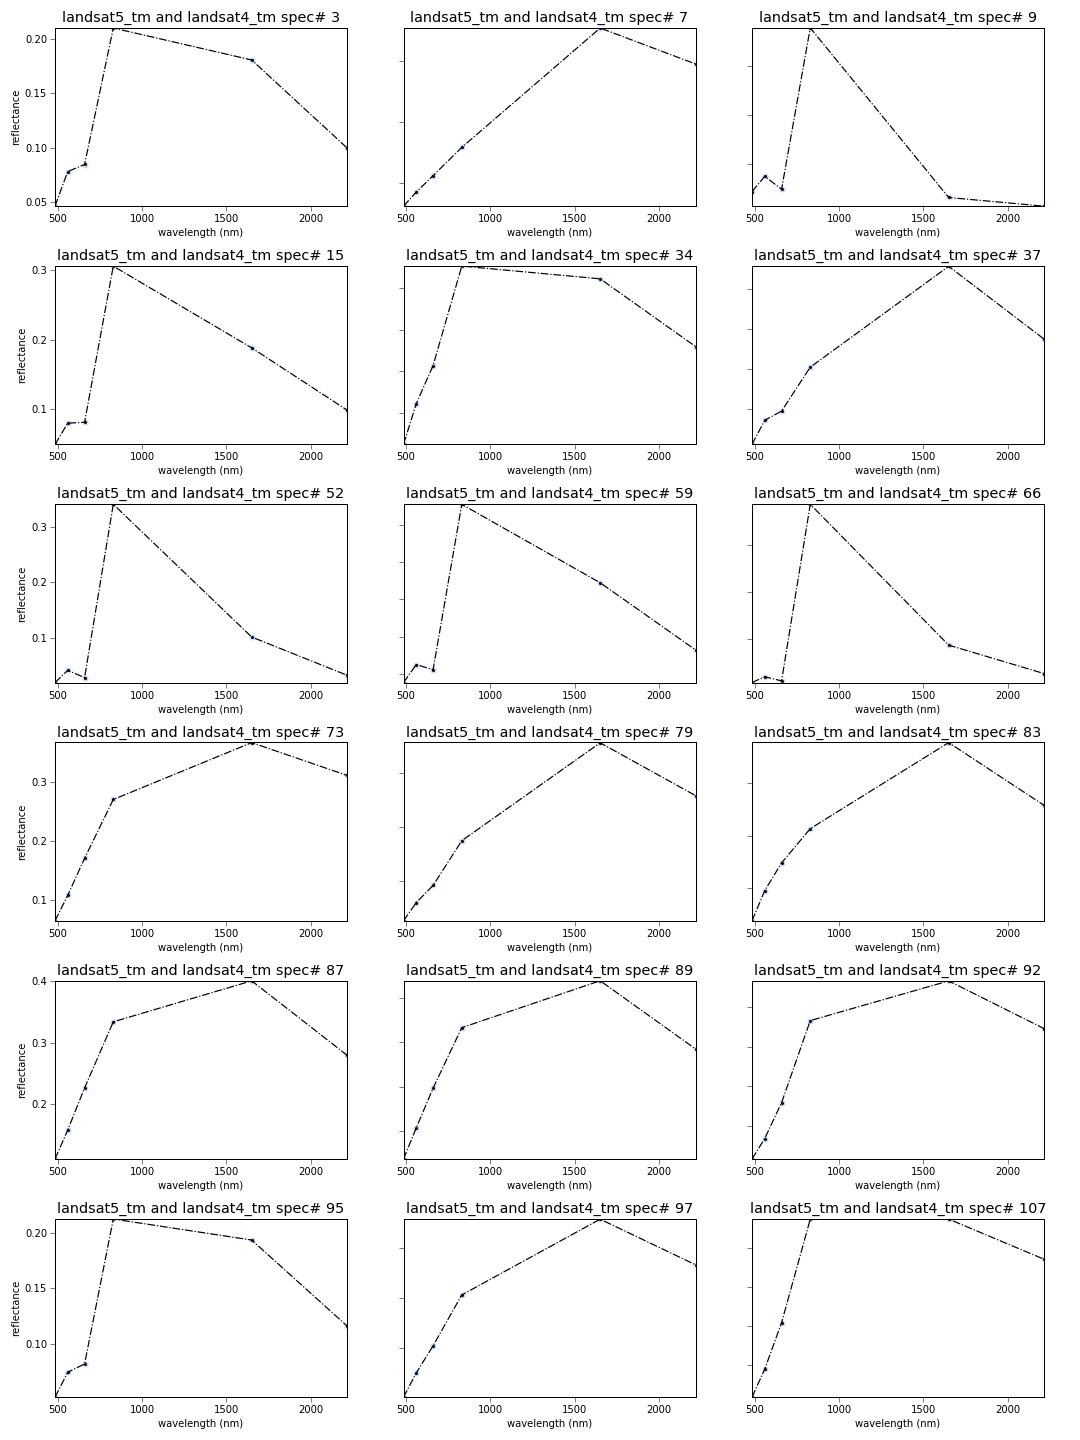 landsat5_tm and landsat4_tm spec# 3
landsat5_tm and landsat4_tm spec# 7
landsat5_tm and landsat4_tm spec# 9
0.20
0.15
0.10
0.05
reflectance
500 1000 1500 2000
500 1000 1500 2000
500 1000 1500 2000
wavelength (nm)
wavelength (nm)
wavelength (nm)
landsat5_tm and landsat4_tm spec# 15
landsat5_tm and landsat4_tm spec# 34
landsat5_tm and landsat4_tm spec# 37
0.3
0.2
0.1
reflectance
500 1000 1500 2000
500 1000 1500 2000
500 1000 1500 2000
wavelength (nm)
wavelength (nm)
wavelength (nm)
landsat5_tm and landsat4_tm spec# 52
landsat5_tm and landsat4_tm spec# 59
landsat5_tm and landsat4_tm spec# 66
0.3
0.2
0.1
reflectance
500 1000 1500 2000
500 1000 1500 2000
500 1000 1500 2000
wavelength (nm)
wavelength (nm)
wavelength (nm)
landsat5_tm and landsat4_tm spec# 73
landsat5_tm and landsat4_tm spec# 79
landsat5_tm and landsat4_tm spec# 83
0.3
0.2
0.1
reflectance
500 1000 1500 2000
500 1000 1500 2000
500 1000 1500 2000
wavelength (nm)
wavelength (nm)
wavelength (nm)
landsat5_tm and landsat4_tm spec# 87
landsat5_tm and landsat4_tm spec# 89
landsat5_tm and landsat4_tm spec# 92
0.4
0.3
0.2
reflectance
500 1000 1500 2000
500 1000 1500 2000
500 1000 1500 2000
wavelength (nm)
wavelength (nm)
wavelength (nm)
landsat5_tm and landsat4_tm spec# 95
landsat5_tm and landsat4_tm spec# 97
landsat5_tm and landsat4_tm spec# 107
0.20
0.15
0.10
reflectance
500 1000 1500 2000
500 1000 1500 2000
500 1000 1500 2000
wavelength (nm)
wavelength (nm)
wavelength (nm)